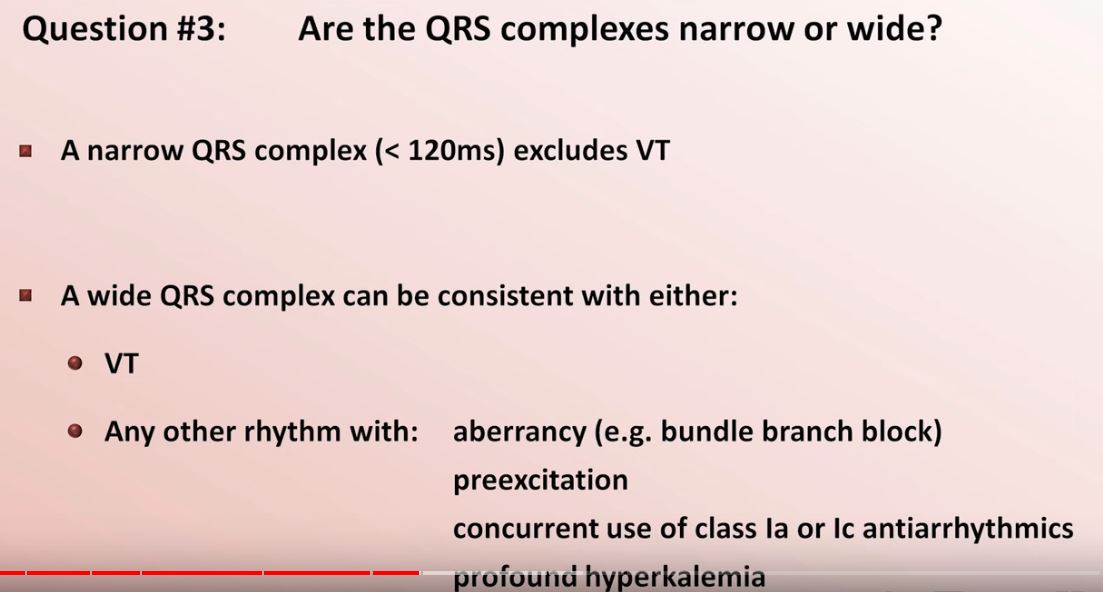 Question #3: Are the QRS complexes narrow or wide?
A narrow QRS complex (< 120ms) excludes VT
A wide QRS complex can be consistent with either:
VT
Any other rhythm with: aberrancy (e.g. bundle branch block)
preexcitation
concurrent use of class Ia or Ic antiarrhythmics
profound hyperkalemia